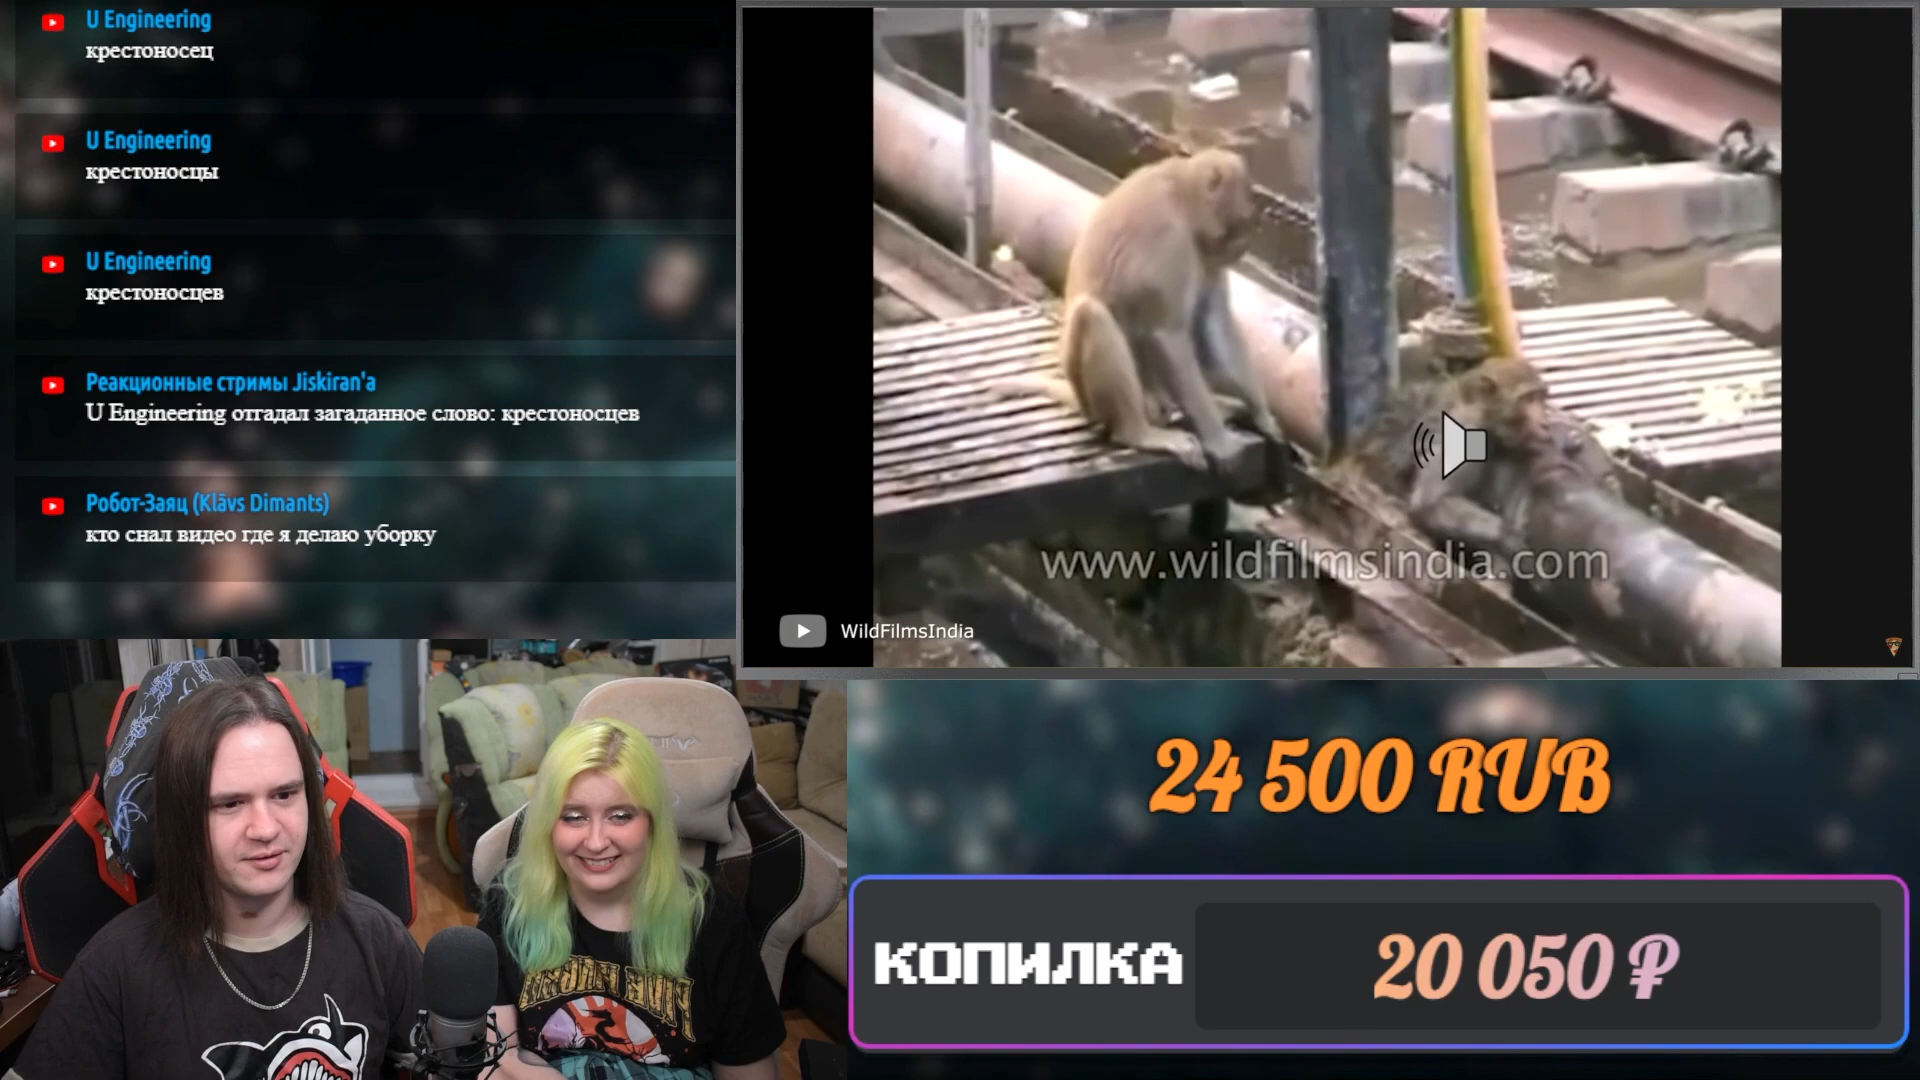 U Engineering
крестоносец
U Engineering
крестоносцы
U Engineering
крестоносцев
Реакционные стримы Jiskiran'a
U Engineering отгадал загаданное слово: крестоносцев
Робот-Заяц (Klāvs Dimants)
кто снал видео где я делаю уборку
www.wildfilmsindia.com
WildFilmsIndia
24 500 RUB
КОПИЛКА
20 050 ₽